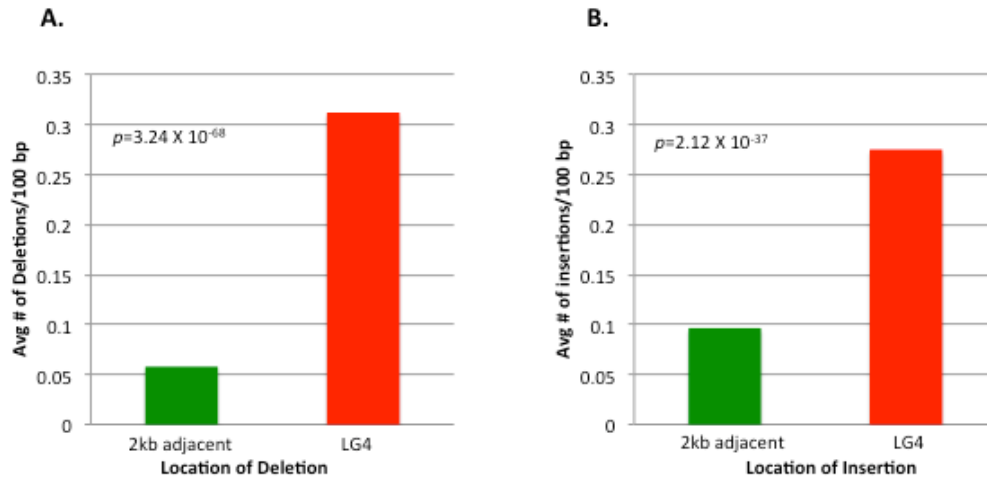 A.
Avg # of Deletions/100 bp
0.35
0.3
0.25
0.2
0.15
0.1
0.05
0
p=3.24 X 10⁻⁶⁸
2kb adjacent
LG4
Location of Deletion
B.
Avg # of insertions/100 bp
0.35
0.3
0.25
0.2
0.15
0.1
0.05
0
p=2.12 X 10⁻³⁷
2kb adjacent
LG4
Location of Insertion